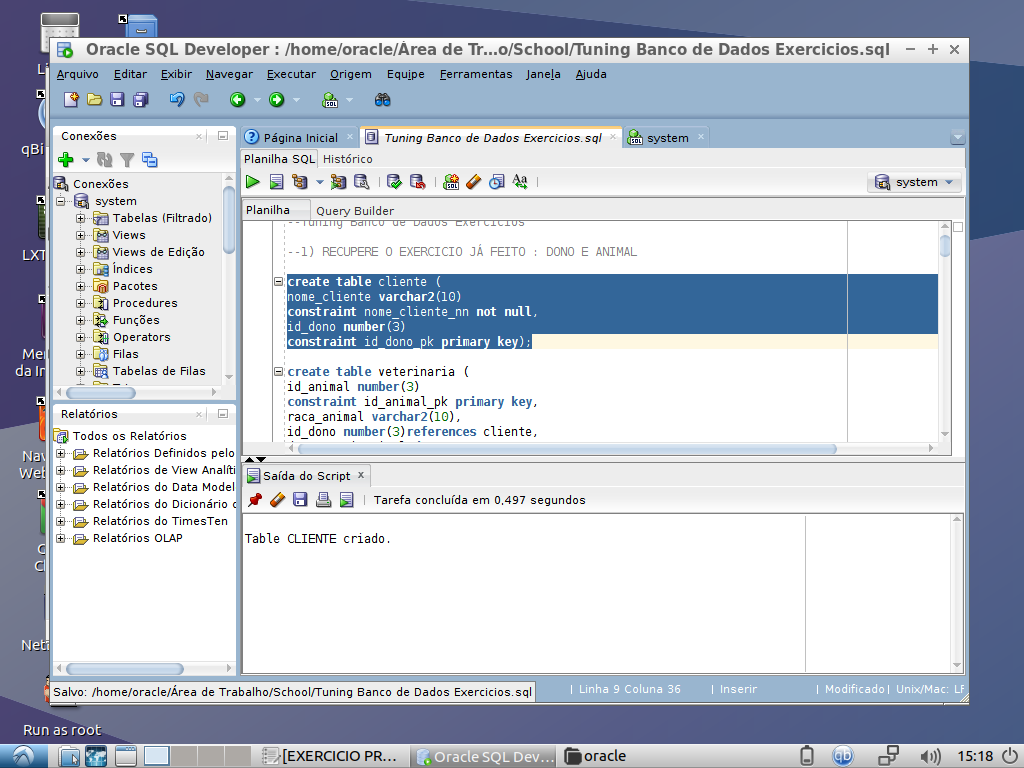 Oracle SQL Developer : /home/oracle/Área de Tr...o/School/Tuning Banco de Dados Exercicios.sql
Arquivo Editar Exibir Navegar Executar Origem Equipe Ferramentas Janela Ajuda
Conexões
Página Inicial
Tuning Banco de Dados Exercicios.sql
system
Planilha SQL Histórico
system
Planilha
Query Builder
Conexões
system
Tabelas (Filtrado)
Views
Views de Edição
Índices
Pacotes
Procedures
Funções
Operators
Filas
Tabelas de Filas
--Tuning Banco de Dados Exercicios
--1) RECUPERE O EXERCICIO JÁ FEITO : DONO E ANIMAL
create table cliente (
nome_cliente varchar2(10)
constraint nome_cliente_nn not null,
id_dono number(3)
constraint id_dono_pk primary key);
create table veterinaria (
id_animal number(3)
constraint id_animal_pk primary key,
raca_animal varchar2(10),
id_dono number(3)references cliente,
Relatórios
Todos os Relatórios
Relatórios Definidos pelo
Relatórios de View Analíti
Relatórios do Data Model
Relatórios do Dicionário
Relatórios do TimesTen
Relatórios OLAP
Saída do Script
Tarefa concluída em 0,497 segundos
Table CLIENTE criado.
Salvo: /home/oracle/Área de Trabalho/School/Tuning Banco de Dados Exercicios.sql
Linha 9 Coluna 36
Inserir
Modificado
Unix/Mac: LF
qBi
LXT
Mer
da In
Nav
Web
Run as root
[EXERCICIO PR...
Oracle SQL Dev...
oracle
qb
15:18